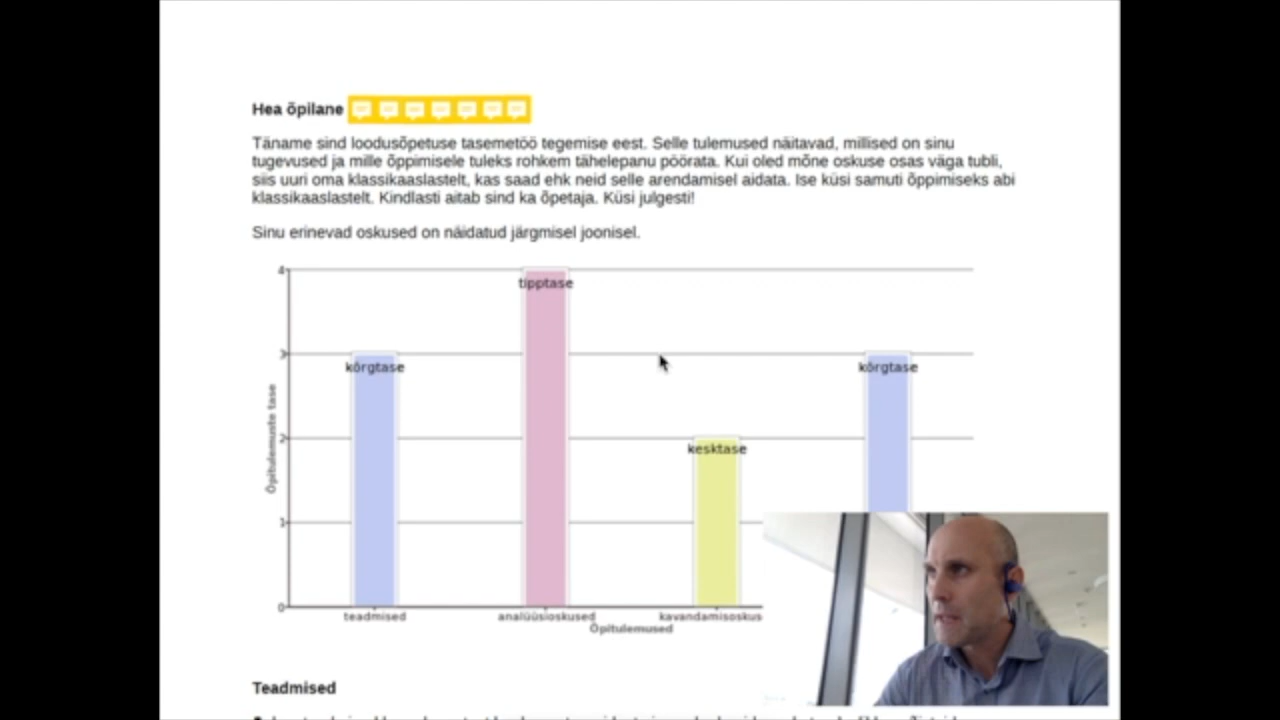 Hea õpilane
Täname sind loodusõpetuse tasemetöö tegemise eest. Selle tulemused näitavad, millised on sinu
tugevused ja mille õppimisele tuleks rohkem tähelepanu pöörata. Kui oled mõne oskuse osas väga tubli,
siis uuri oma klassikaaslastelt, kas saad ehk neid selle arendamisel aidata. Ise küsi samuti õppimiseks abi
klassikaaslastelt. Kindlasti aitab sind ka õpetaja. Küsi julgesti!
Sinu erinevad oskused on näidatud järgmisel joonisel.
4
tipptase
3
kõrgtase
kõrgtase
Õpitulemuste tase
2
kesktase
1
0
teadmised
analüüsioskused
kavandamisoskus
Õpitulemused
Teadmised